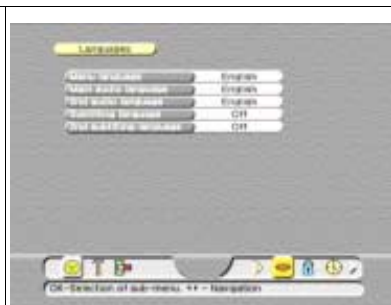 Languages
Menu language English
Main audio language English
2nd audio language English
Subtitling language Off
2nd subtitling language Off
OK-Selection of sub-menu, ++ - Navigation